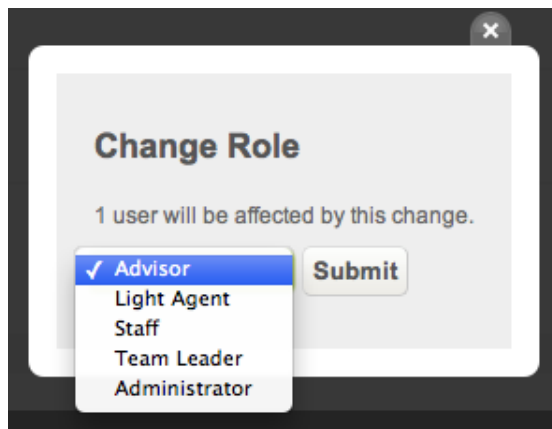 Change Role
1 user will be affected by this change.
✓ Advisor
Submit
Light Agent
Staff
Team Leader
Administrator